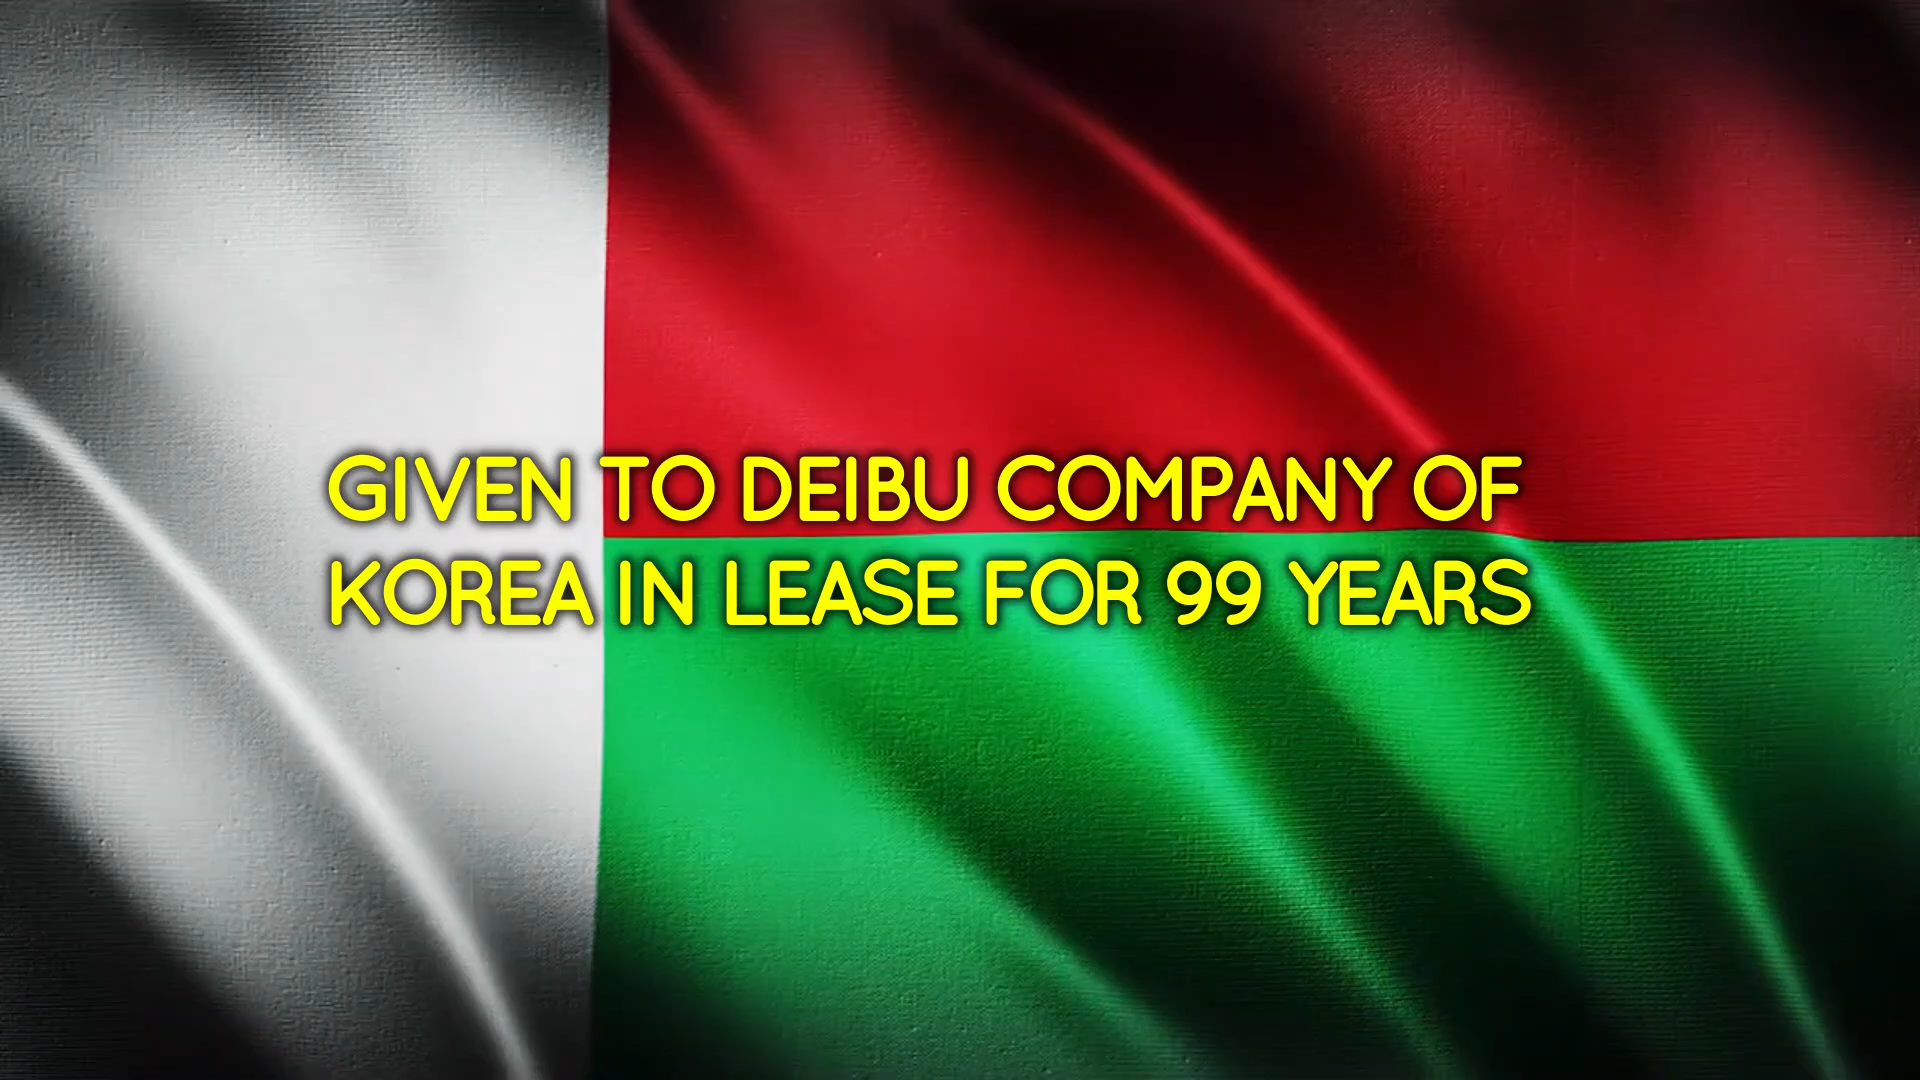 GIVEN TO DEIBU COMPANY OF
KOREA IN LEASE FOR 99 YEARS